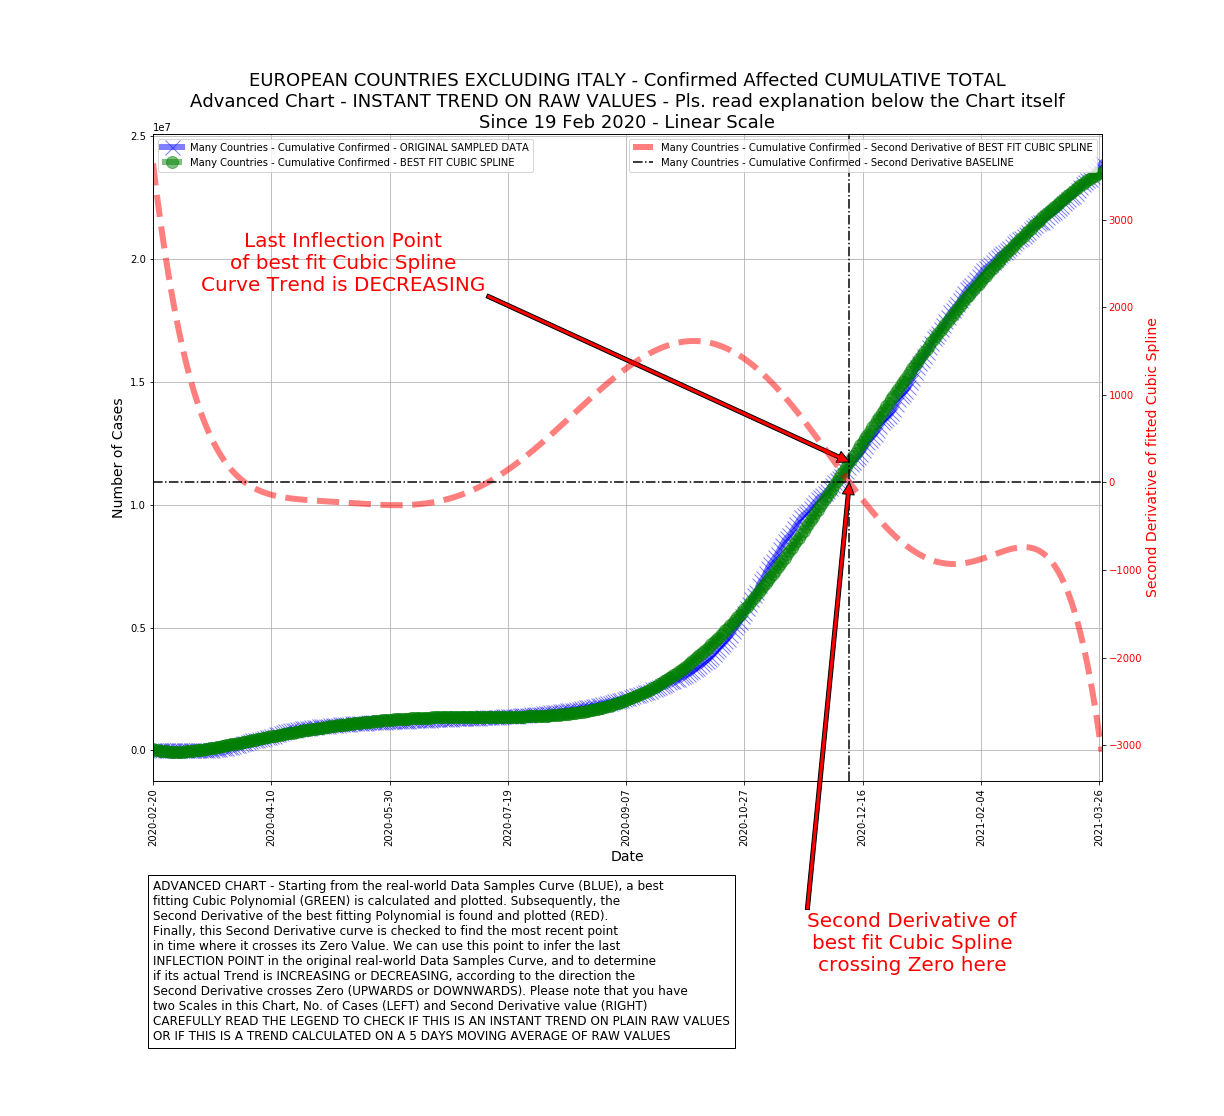 EUROPEAN COUNTRIES EXCLUDING ITALY - Confirmed Affected CUMULATIVE TOTAL
Advanced Chart - INSTANT TREND ON RAW VALUES - Pls. read explanation below the Chart itself
Since 19 Feb 2020 - Linear Scale
1e7
Many Countries - Cumulative Confirmed - ORIGINAL SAMPLED DATA
Many Countries - Cumulative Confirmed - BEST FIT CUBIC SPLINE
Many Countries - Cumulative Confirmed - Second Derivative of BEST FIT CUBIC SPLINE
Many Countries - Cumulative Confirmed - Second Derivative BASELINE
Last Inflection Point
of best fit Cubic Spline
Curve Trend is DECREASING
Number of Cases
2.5
2.0
1.5
1.0
0.5
0.0
3000
2000
1000
0
−1000
−2000
−3000
Second Derivative of fitted Cubic Spline
2020-02-20
2020-04-10
2020-05-30
2020-07-19
2020-09-07
2020-10-27
2020-12-16
2021-02-04
2021-03-26
Date
ADVANCED CHART - Starting from the real-world Data Samples Curve (BLUE), a best
fitting Cubic Polynomial (GREEN) is calculated and plotted. Subsequently, the
Second Derivative of the best fitting Polynomial is found and plotted (RED).
Finally, this Second Derivative curve is checked to find the most recent point
in time where it crosses its Zero Value. We can use this point to infer the last
INFLECTION POINT in the original real-world Data Samples Curve, and to determine
if its actual Trend is INCREASING or DECREASING, according to the direction the
Second Derivative crosses Zero (UPWARDS or DOWNWARDS). Please note that you have
two Scales in this Chart, No. of Cases (LEFT) and Second Derivative value (RIGHT)
CAREFULLY READ THE LEGEND TO CHECK IF THIS IS AN INSTANT TREND ON PLAIN RAW VALUES
OR IF THIS IS A TREND CALCULATED ON A 5 DAYS MOVING AVERAGE OF RAW VALUES
Second Derivative of
best fit Cubic Spline
crossing Zero here